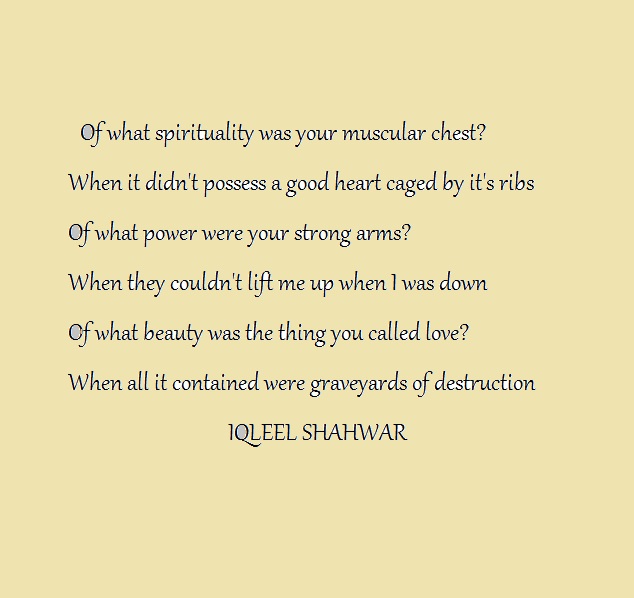 Of what spirituality was your muscular chest?
When it didn't possess a good heart caged by it's ribs
Of what power were your strong arms?
When they couldn't lift me up when I was down
Of what beauty was the thing you called love?
When all it contained were graveyards of destruction
IQLEEL SHAHWAR